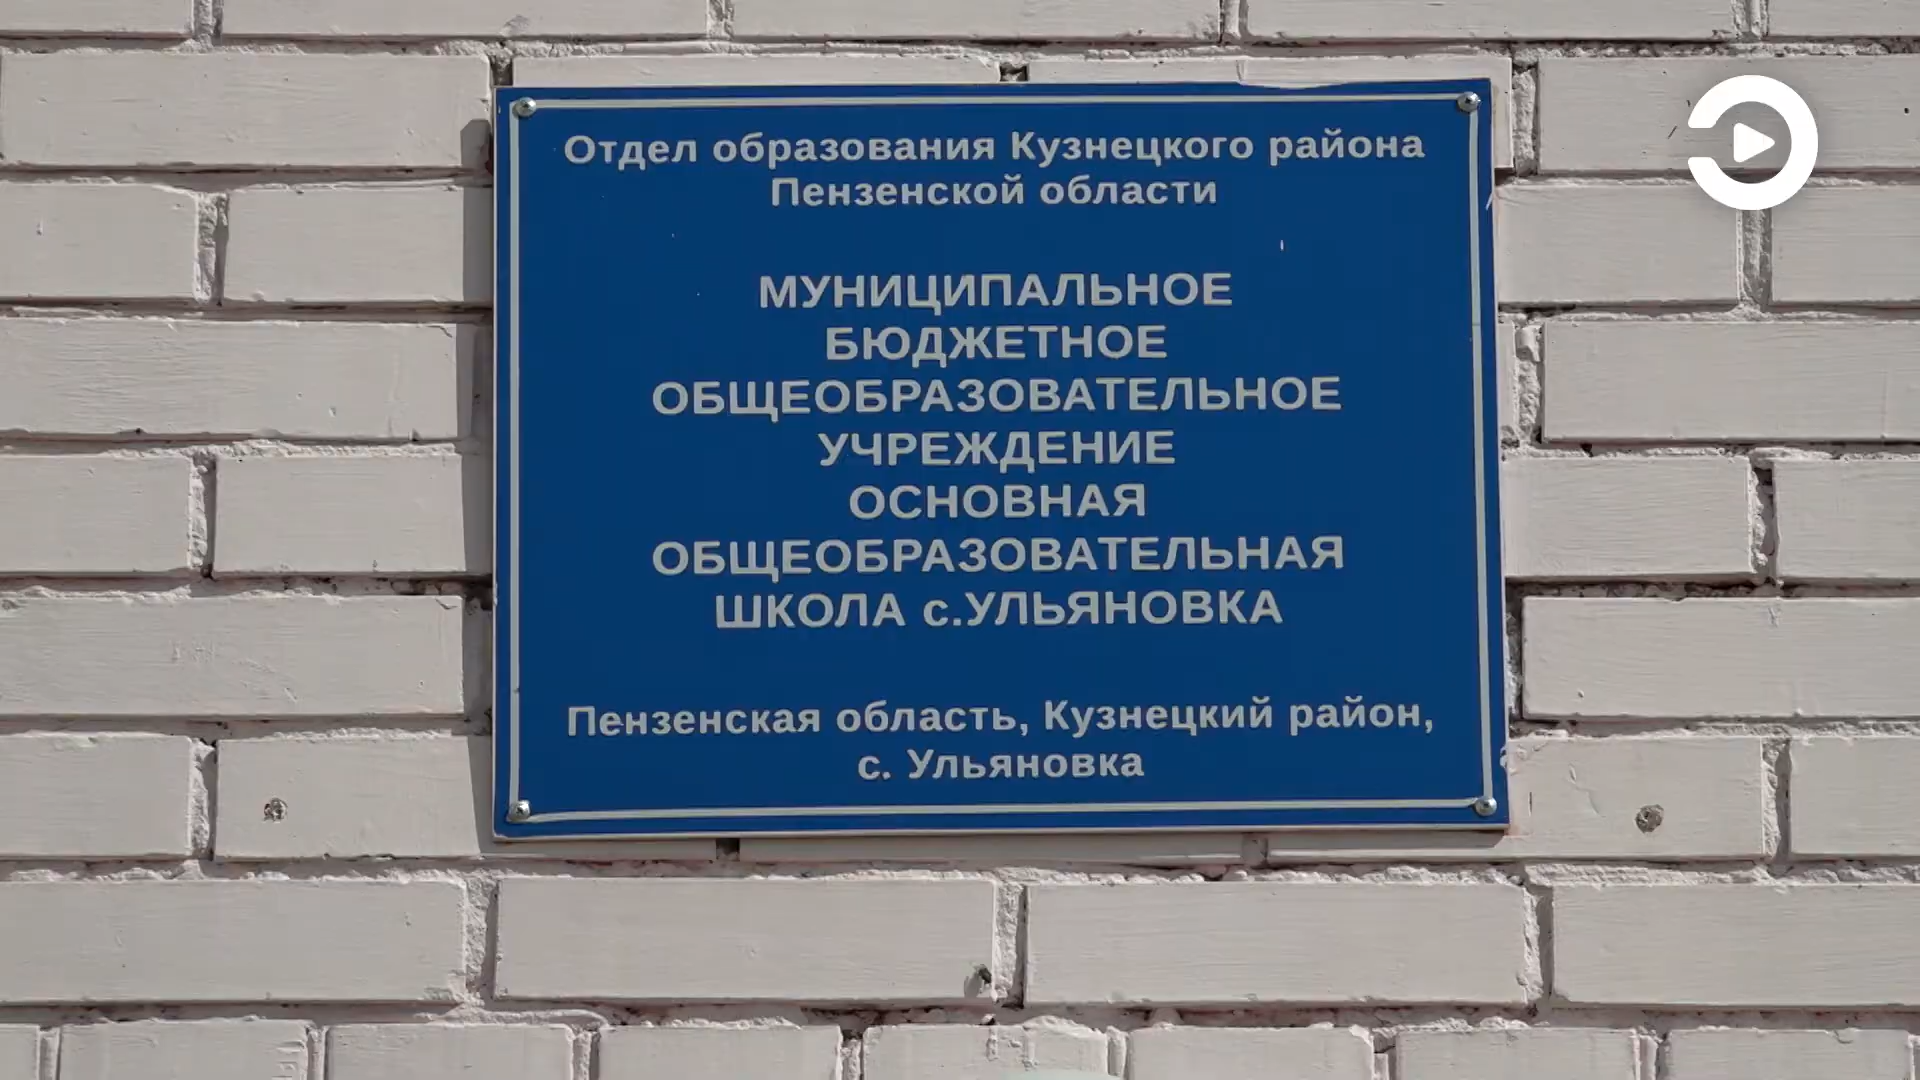 Отдел образования Кузнецкого района
Пензенской области
МУНИЦИПАЛЬНОЕ
БЮДЖЕТНОЕ
ОБЩЕОБРАЗОВАТЕЛЬНОЕ
УЧРЕЖДЕНИЕ
ОСНОВНАЯ
ОБЩЕОБРАЗОВАТЕЛЬНАЯ
ШКОЛА с.УЛЬЯНОВКА
Пензенская область, Кузнецкий район,
с. Ульяновка